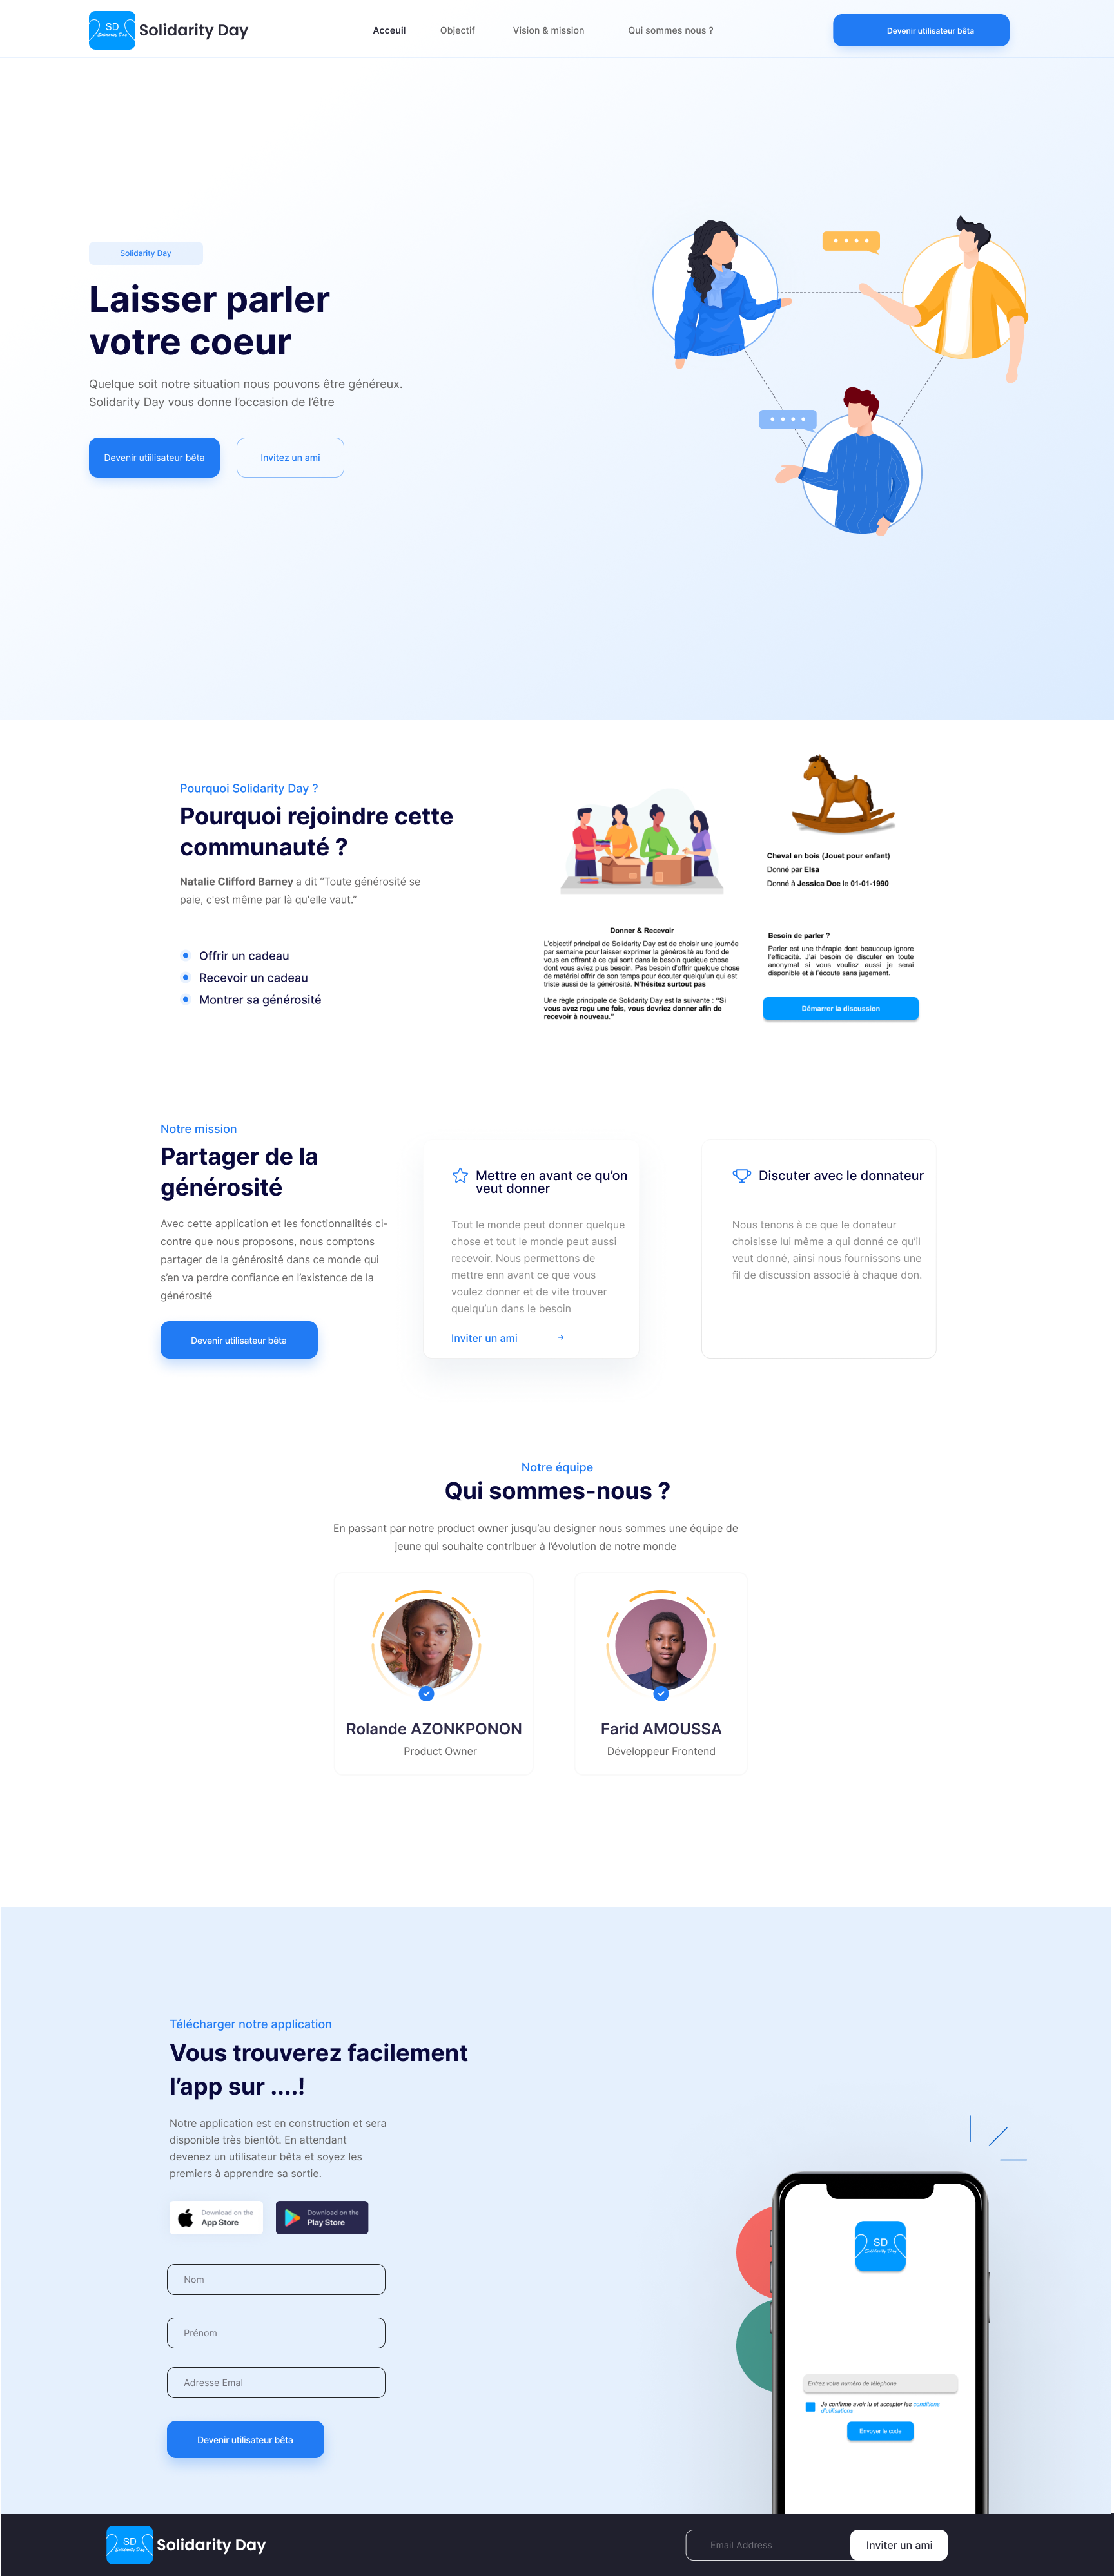 SD
Solidarity Day
Solidarity Day
Acceuil
Objectif
Vision & mission
Qui sommes nous ?
Devenir utilisateur bêta
Solidarity Day
Laisser parler
votre coeur
Quelque soit notre situation nous pouvons être généreux.
Solidarity Day vous donne l'occasion de l'être
Devenir utiilisateur bêta
Invitez un ami
Pourquoi Solidarity Day ?
Pourquoi rejoindre cette
communauté ?
Natalie Clifford Barney a dit “Toute générosité se
paie, c'est même par là qu'elle vaut.”
Offrir un cadeau
Recevoir un cadeau
Montrer sa générosité
Cheval en bois (Jouet pour enfant)
Donné par Elsa
Donné à Jessica Doe le 01-01-1990
Donner & Recevoir
L'objectif principal de Solidarity Day est de choisir une journée
par semaine pour laisser exprimer la générosité au fond de
vous en offrant à ce qui sont dans le besoin quelque chose
dont vous aviez plus besoin. Pas besoin d'offrir quelque chose
de matériel offrir de son temps pour écouter quelqu'un qui est
triste aussi de la générosité. N'hésitez surtout pas
Une règle principale de Solidarity Day est la suivante : “Si
vous avez reçu une fois, vous devriez donner afin de
recevoir à nouveau.”
Besoin de parler ?
Parler est une thérapie dont beaucoup ignore
l'efficacité. J'ai besoin de discuter en toute
anonymat si vous vouliez aussi je serai
disponible et à l'écoute sans jugement.
Démarrer la discussion
Notre mission
Partager de la
générosité
Avec cette application et les fonctionnalités ci-
contre que nous proposons, nous comptons
partager de la générosité dans ce monde qui
s'en va perdre confiance en l'existence de la
générosité
Devenir utilisateur bêta
Mettre en avant ce qu'on
veut donner
Tout le monde peut donner quelque
chose et tout le monde peut aussi
recevoir. Nous permettons de
mettre enn avant ce que vous
voulez donner et de vite trouver
quelqu'un dans le besoin
Inviter un ami
Discuter avec le donnateur
Nous tenons à ce que le donateur
choisisse lui même a qui donné ce qu'il
veut donné, ainsi nous fournissons une
fil de discussion associé à chaque don.
Notre équipe
Qui sommes-nous ?
En passant par notre product owner jusqu'au designer nous sommes une équipe de
jeune qui souhaite contribuer à l'évolution de notre monde
Rolande AZONKPONON
Product Owner
Farid AMOUSSA
Développeur Frontend
Télécharger notre application
Vous trouverez facilement
l'app sur ....!
Notre application est en construction et sera
disponible très bientôt. En attendant
devenez un utilisateur bêta et soyez les
premiers à apprendre sa sortie.
Download on the
App Store
Download on the
Play Store
Nom
Prénom
Adresse Emal
Devenir utilisateur bêta
SD
Solidarity Day
Entrez votre numéro de téléphone
Je confirme avoir lu et accepter les conditions
d'utilisations
Envoyer le code
SD
Solidarity Day
Solidarity Day
Email Address
Inviter un ami